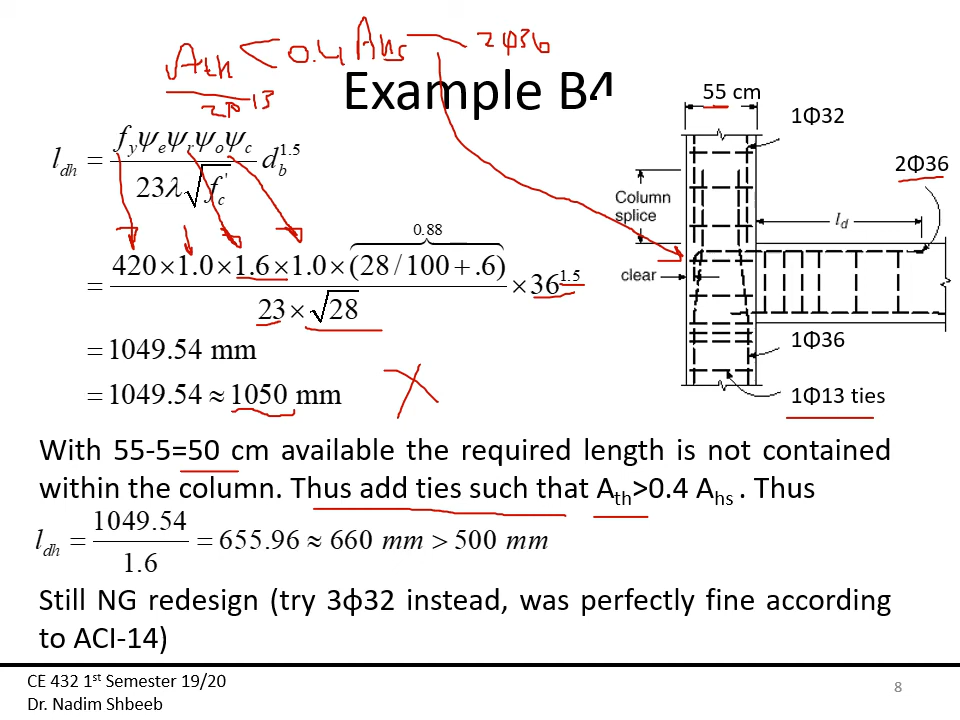 A_th < 0.4 A_hs 2φ36
2φ13
Example B4
55 cm
1Φ32
2Φ36
l_dh = (f_y ψ_e ψ_r ψ_o ψ_c) / (23λ√f_c') d_b^1.5
Column
splice
l_d
0.88
= (420×1.0×1.6×1.0×(28/100+.6)) / (23×√28) × 36^1.5
clear
= 1049.54 mm
1Φ36
= 1049.54 ≈ 1050 mm
1Φ13 ties
With 55-5=50 cm available the required length is not contained
within the column. Thus add ties such that A_th>0.4 A_hs . Thus
l_dh = 1049.54 / 1.6 = 655.96 ≈ 660 mm > 500 mm
Still NG redesign (try 3ϕ32 instead, was perfectly fine according
to ACI-14)
CE 432 1st Semester 19/20
Dr. Nadim Shbeeb
8